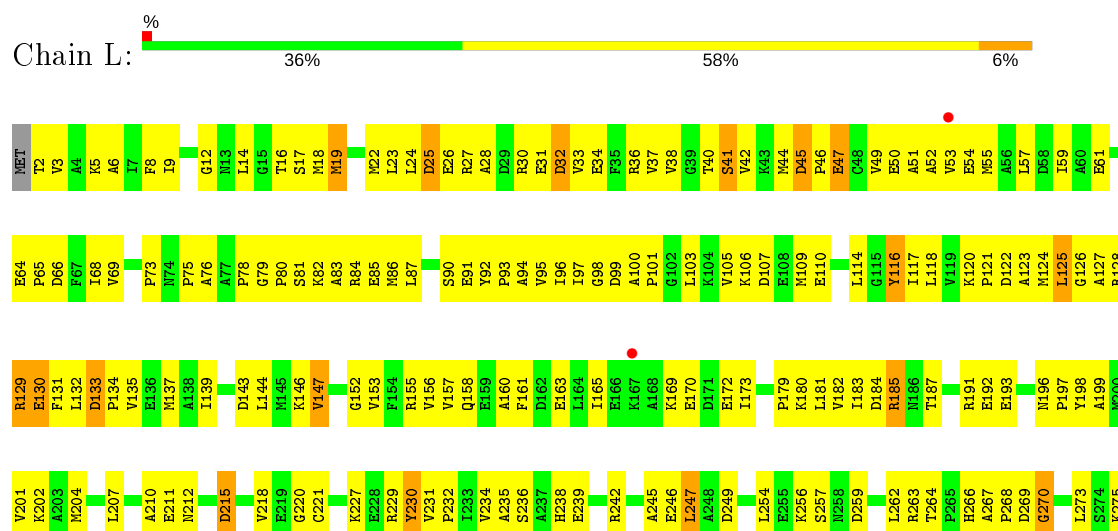 %
Chain L:
36% 58% 6%
MET T2 V3 A4 K5 A6 I7 F8 I9 G12 N13 L14 G15 T16 S17 M18 M19 M22 L23 L24 D25 E26 R27 A28 D29 R30 E31 D32 V33 E34 F35 R36 V37 V38 G39 T40 S41 V42 K43 M44 D45 P46 E47 C48 V49 E50 A51 A52 V53 E54 M55 A56 L57 D58 I59 A60 E61
E64 P65 D66 F67 I68 V69 P73 N74 P75 A76 A77 P78 G79 P80 S81 K82 A83 R84 E85 M86 L87 S90 E91 Y92 P93 A94 V95 I96 I97 G98 D99 A100 P101 G102 L103 K104 V105 K106 D107 E108 M109 E110 L114 G115 Y116 I117 L118 V119 K120 P121 D122 A123 M124 L125 G126 A127 R128
R129 E130 F131 L132 D133 P134 V135 E136 M137 A138 I139 D143 L144 M145 K146 V147 G152 V153 F154 R155 V156 V157 Q158 E159 A160 F161 D162 E163 L164 I165 E166 K167 A168 K169 E170 D171 E172 I173 P179 K180 L181 V182 I183 D184 R185 N186 T187 R191 E192 E193 N196 P197 Y198 A199 M200
V201 K202 A203 M204 L207 A210 E211 N212 D215 V218 E219 G220 C221 K227 E228 R229 Y230 V231 P232 I233 V234 A235 S236 A237 H238 E239 R242 A245 E246 L247 A248 D249 L254 E255 K256 S257 N258 D259 L262 R263 T264 P265 H266 A267 P268 D269 G270 L273 S274